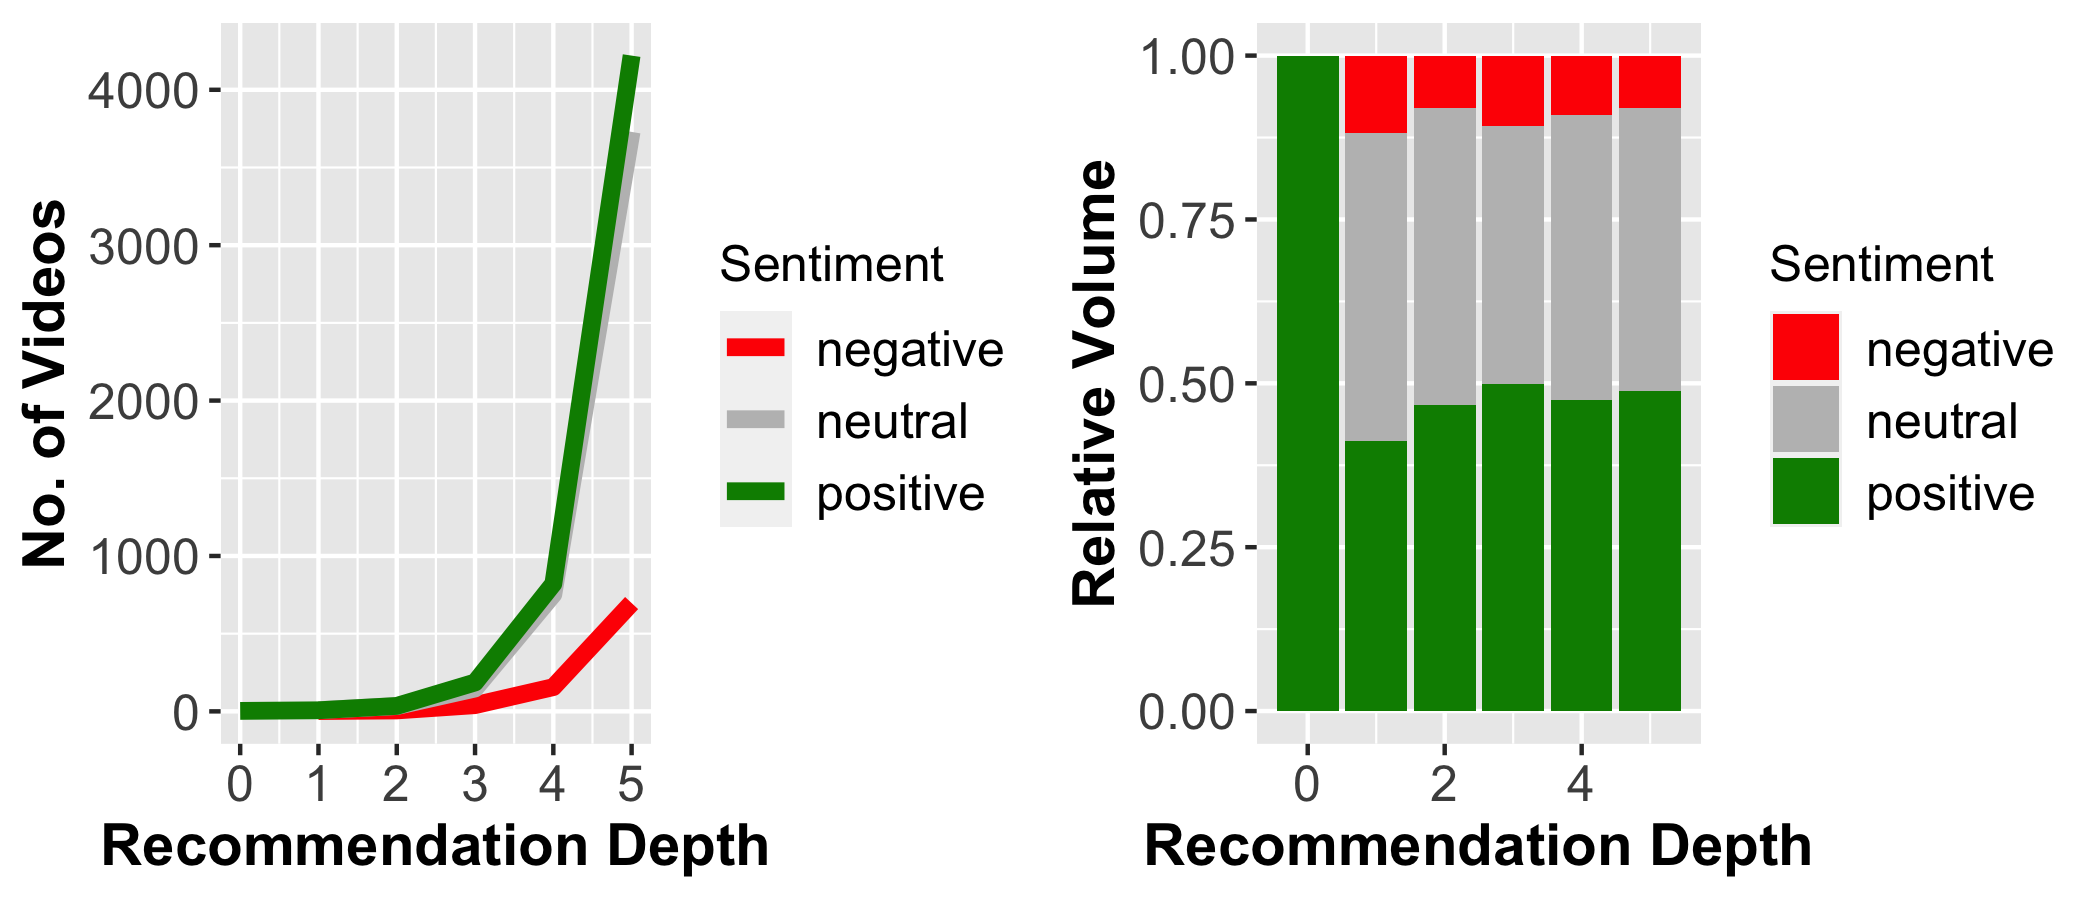 No. of Videos
4000
3000
2000
1000
0
0 1 2 3 4 5
Recommendation Depth
Sentiment
negative
neutral
positive
Relative Volume
1.00
0.75
0.50
0.25
0.00
0 2 4
Recommendation Depth
Sentiment
negative
neutral
positive